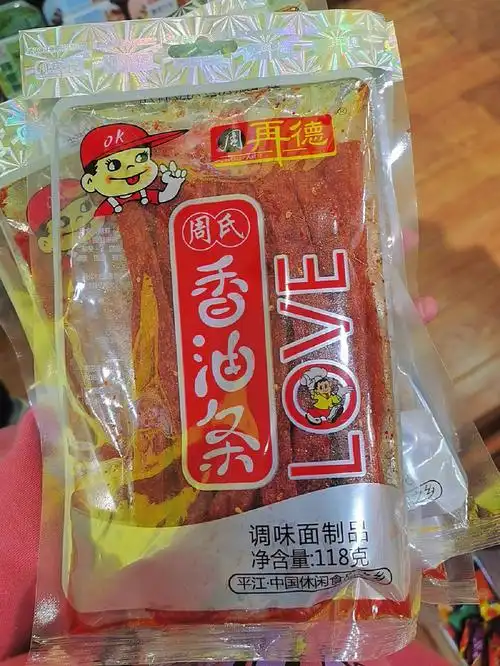 OK
周 再德
周氏
香油条
LOVE
调味面制品
净含量:118克
平江·中国休闲食品之乡